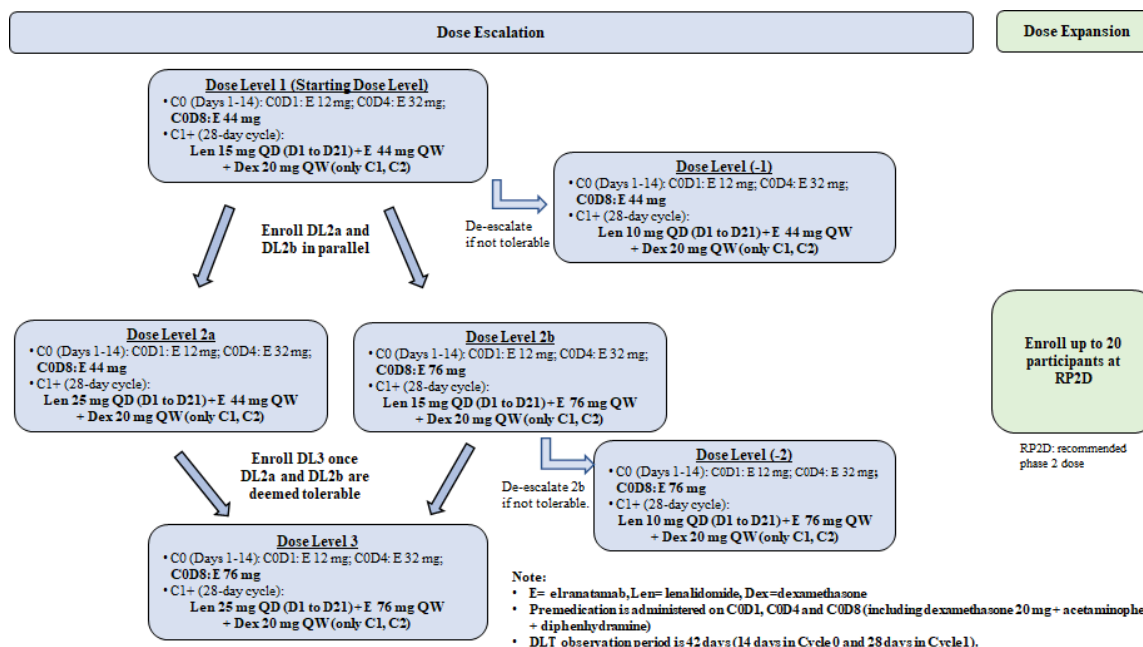 Dose Escalation
Dose Expansion
Dose Level 1 (Starting Dose Level)
• C0 (Days 1-14): C0D1: E 12 mg; C0D4: E 32 mg;
C0D8: E 44 mg
• C1+ (28-day cycle):
Len 15 mg QD (D1 to D21) + E 44 mg QW
+ Dex 20 mg QW (only C1, C2)
Enroll DL2a and
DL2b in parallel
De-escalate
if not tolerable
Dose Level (-1)
• C0 (Days 1-14): C0D1: E 12 mg; C0D4: E 32 mg;
C0D8: E 44 mg
• C1+ (28-day cycle):
Len 10 mg QD (D1 to D21) + E 44 mg QW
+ Dex 20 mg QW (only C1, C2)
Dose Level 2a
• C0 (Days 1-14): C0D1: E 12 mg; C0D4: E 32 mg;
C0D8: E 44 mg
• C1+ (28-day cycle):
Len 25 mg QD (D1 to D21) + E 44 mg QW
+ Dex 20 mg QW (only C1, C2)
Dose Level 2b
• C0 (Days 1-14): C0D1: E 12 mg; C0D4: E 32 mg;
C0D8: E 76 mg
• C1+ (28-day cycle):
Len 15 mg QD (D1 to D21) + E 76 mg QW
+ Dex 20 mg QW (only C1, C2)
Enroll up to 20
participants at
RP2D
RP2D: recommended
phase 2 dose
Enroll DL3 once
DL2a and DL2b are
deemed tolerable
De-escalate 2b
if not tolerable.
Dose Level (-2)
• C0 (Days 1-14): C0D1: E 12 mg; C0D4: E 32 mg;
C0D8: E 76 mg
• C1+ (28-day cycle):
Len 10 mg QD (D1 to D21) + E 76 mg QW
+ Dex 20 mg QW (only C1, C2)
Dose Level 3
• C0 (Days 1-14): C0D1: E 12 mg; C0D4: E 32 mg;
C0D8: E 76 mg
• C1+ (28-day cycle):
Len 25 mg QD (D1 to D21) + E 76 mg QW
+ Dex 20 mg QW (only C1, C2)
Note:
• E= elranatamab, Len= lenalidomide, Dex=dexamethasone
• Premedication is administered on C0D1, C0D4 and C0D8 (including dexamethasone 20 mg + acetaminophe
+ diphenhydramine)
• DLT observation period is 42 days (14 days in Cycle 0 and 28 days in Cycle 1).